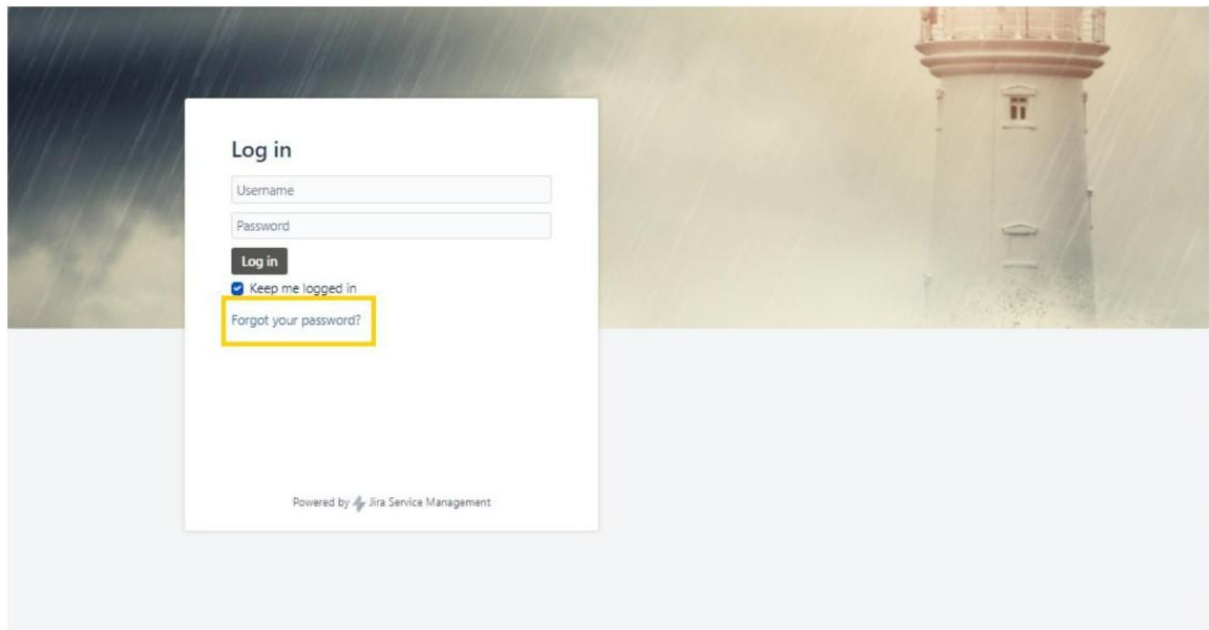 Log in
Username
Password
Log in
Keep me logged in
Forgot your password?
Powered by Jira Service Management